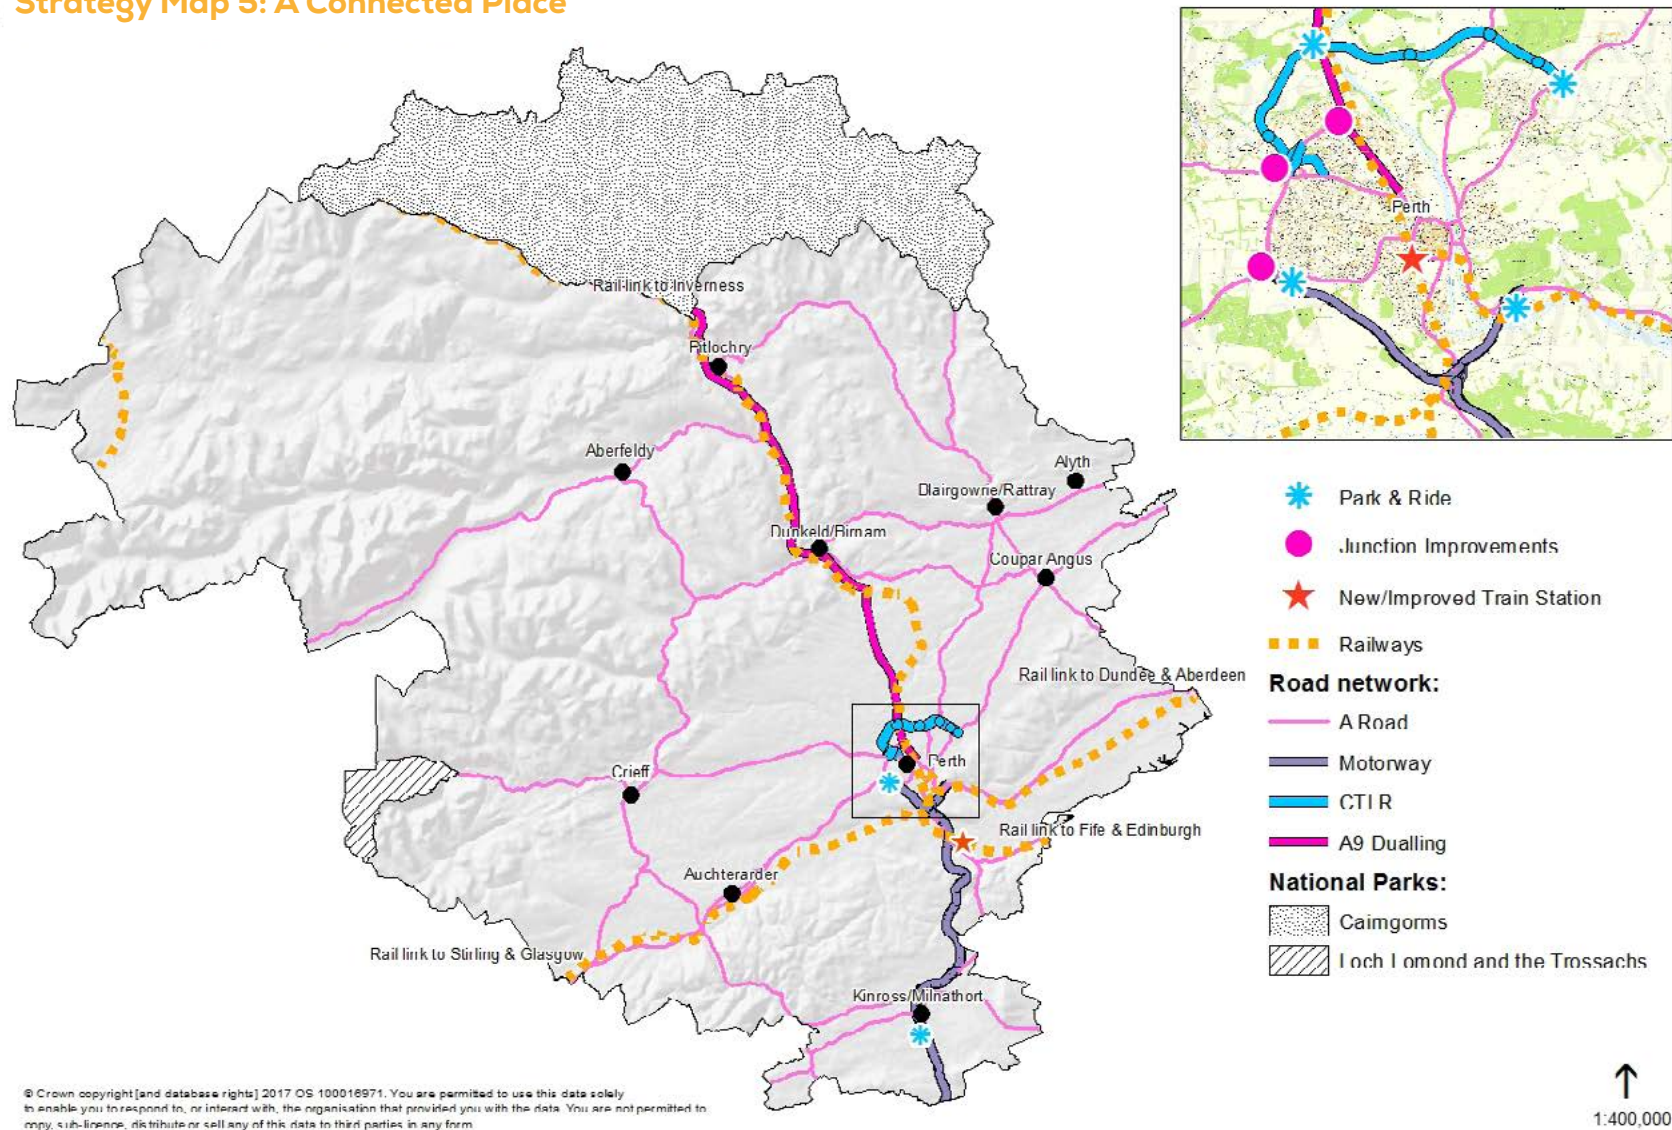 Strategy Map 5: A Connected Place
Rail link to Inverness
Pitlochry
Aberfeldy
Alyth
Blairgowrie/Rattray
Dunkeld/Birnam
Coupar Angus
Rail link to Dundee & Aberdeen
Perth
Crieff
Rail link to Fife & Edinburgh
Auchterarder
Rail link to Stirling & Glasgow
Kinross/Milnathort
Perth
Park & Ride
Junction Improvements
New/Improved Train Station
Railways
Road network:
A Road
Motorway
CTLR
A9 Dualling
National Parks:
Cairngorms
Loch Lomond and the Trossachs
1:400,000
© Crown copyright [and database rights] 2017 OS 100016971. You are permitted to use this data solely
to enable you to respond to, or interact with, the organisation that provided you with the data. You are not permitted to
copy, sub-licence, distribute or sell any of this data to third parties in any form